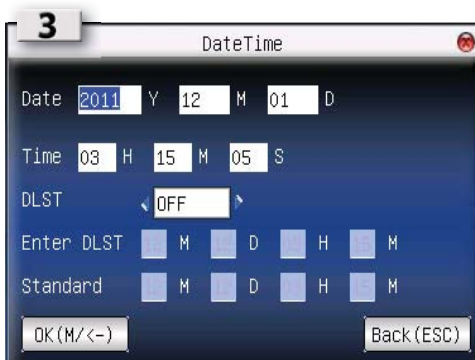 3
DateTime
Date 2011 Y 12 M 01 D
Time 03 H 15 M 05 S
DLST OFF
Enter DLST M D H M
Standard M D H M
OK(M/<-) Back(ESC)